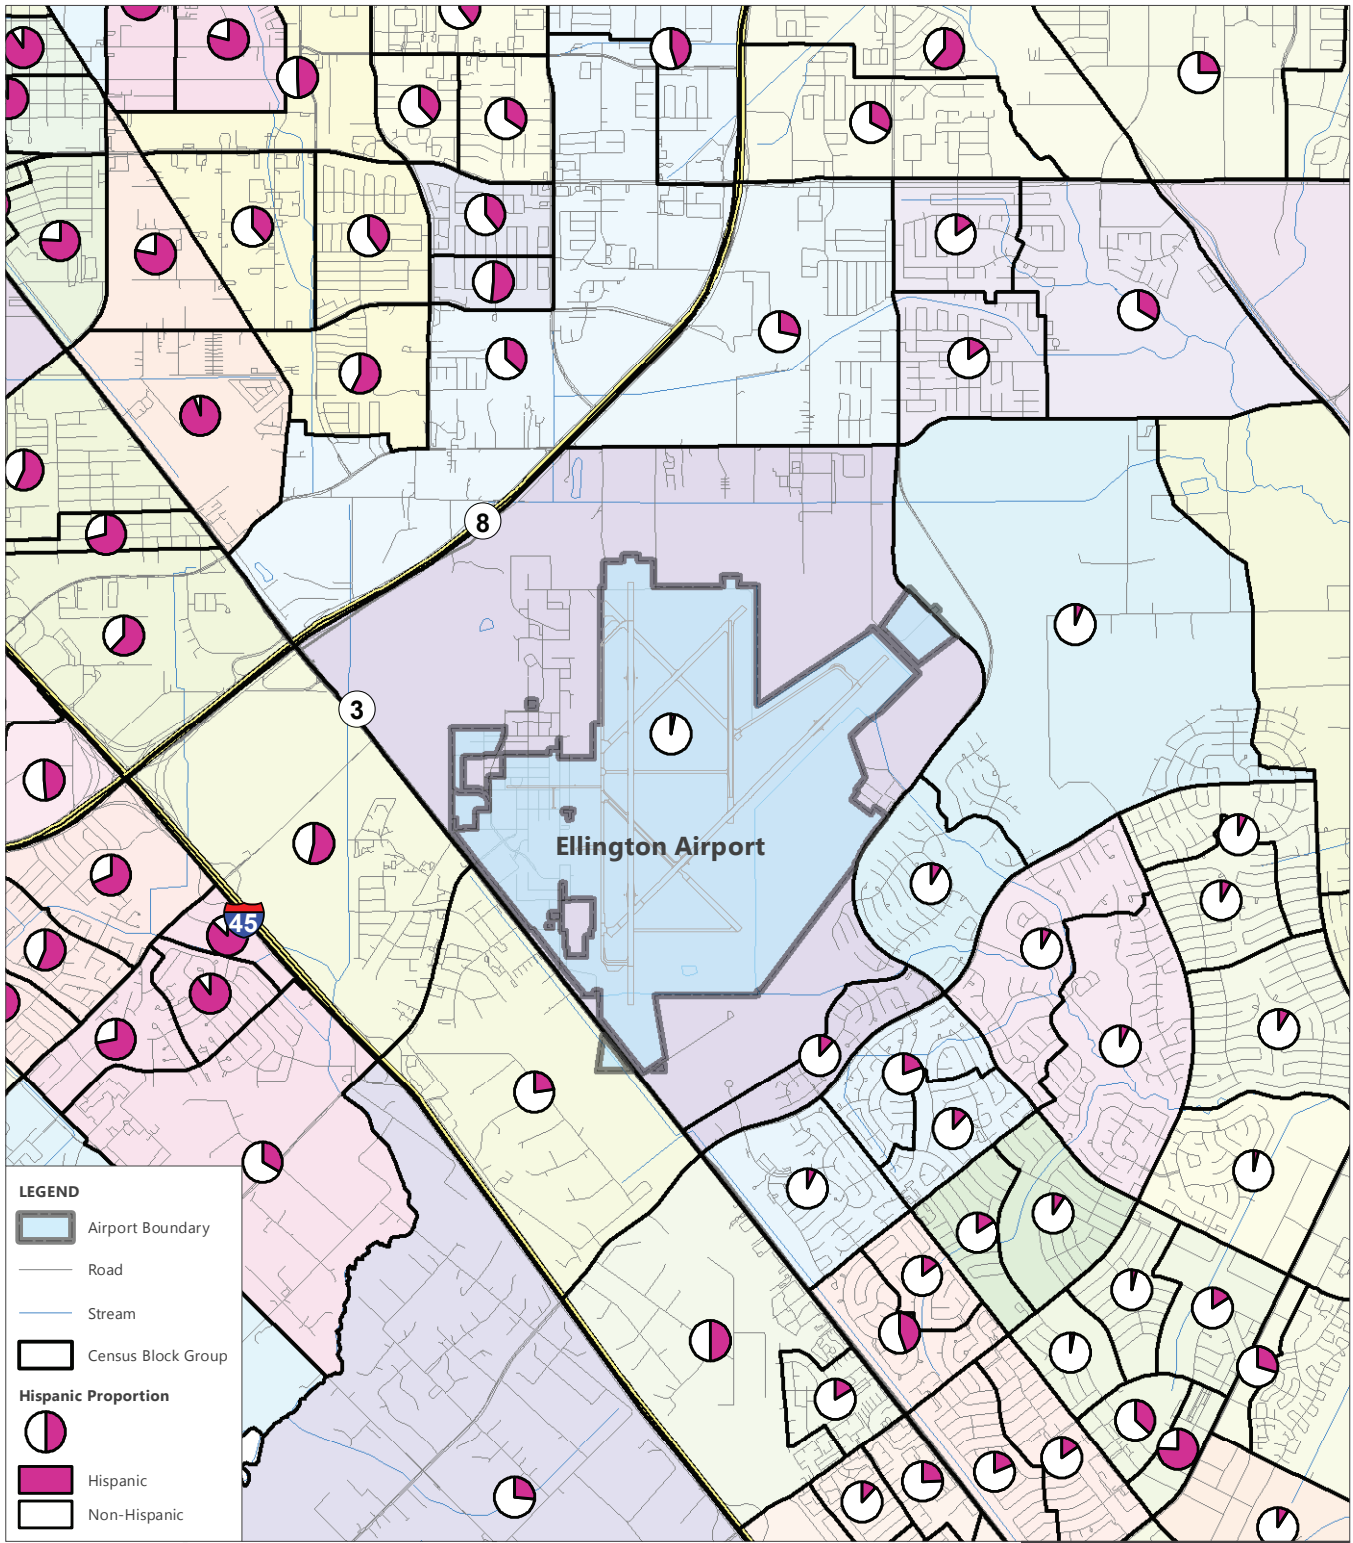 8
3
Ellington Airport
45
LEGEND
Airport Boundary
Road
Stream
Census Block Group
Hispanic Proportion
Hispanic
Non-Hispanic